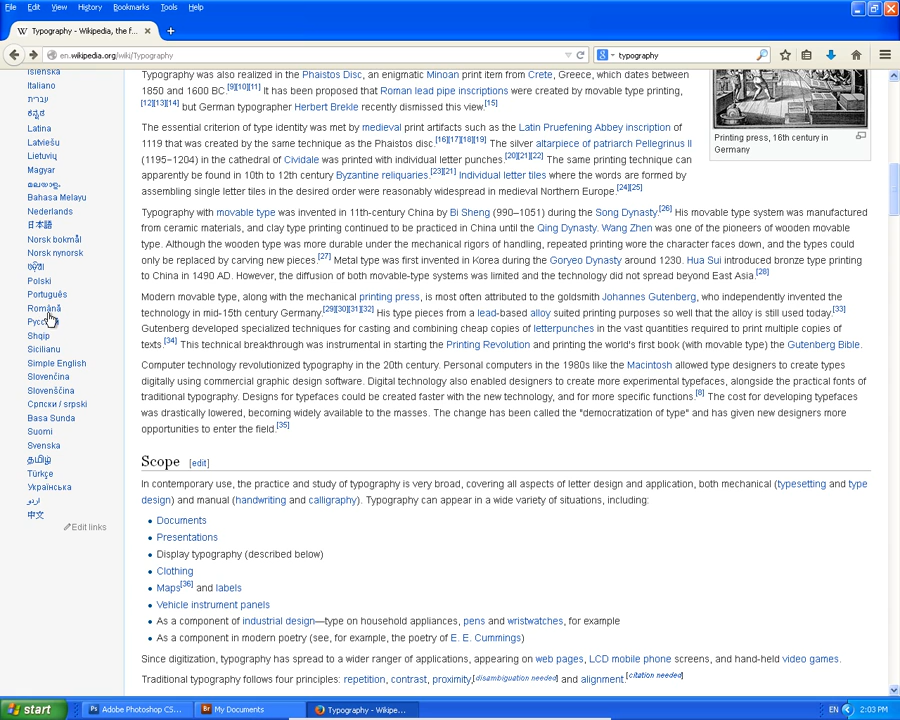 File Edit View History Bookmarks Tools Help
Typography - Wikipedia, the f...
en.wikipedia.org/wiki/Typography
typography
Íslenska
Italiano
עברית
ಕನ್ನಡ
Latina
Latviešu
Lietuvių
Magyar
മലയാളം
Bahasa Melayu
Nederlands
日本語
Norsk bokmål
Norsk nynorsk
Polski
Português
Română
Shqip
Sicilianu
Simple English
Slovenčina
Slovenščina
Српски / srpski
Basa Sunda
Suomi
Svenska
தமிழ்
Türkçe
Українська
اردو
中文
Edit links
Typography was also realized in the Phaistos Disc, an enigmatic Minoan print item from Crete, Greece, which dates between
1850 and 1600 BC.[9][10][11] It has been proposed that Roman lead pipe inscriptions were created by movable type printing,
[12][13][14] but German typographer Herbert Brekle recently dismissed this view.[15]
The essential criterion of type identity was met by medieval print artifacts such as the Latin Pruefening Abbey inscription of
1119 that was created by the same technique as the Phaistos disc.[16][17][18][19] The silver altarpiece of patriarch Pellegrinus II
(1195–1204) in the cathedral of Cividale was printed with individual letter punches.[20][21][22] The same printing technique can
apparently be found in 10th to 12th century Byzantine reliquaries.[23][21] Individual letter tiles where the words are formed by
assembling single letter tiles in the desired order were reasonably widespread in medieval Northern Europe.[24][25]
Printing press, 16th century in
Germany
Typography with movable type was invented in 11th-century China by Bi Sheng (990–1051) during the Song Dynasty.[26] His movable type system was manufactured
from ceramic materials, and clay type printing continued to be practiced in China until the Qing Dynasty. Wang Zhen was one of the pioneers of wooden movable
type. Although the wooden type was more durable under the mechanical rigors of handling, repeated printing wore the character faces down, and the types could
only be replaced by carving new pieces.[27] Metal type was first invented in Korea during the Goryeo Dynasty around 1230. Hua Sui introduced bronze type printing
to China in 1490 AD. However, the diffusion of both movable-type systems was limited and the technology did not spread beyond East Asia.[28]
Modern movable type, along with the mechanical printing press, is most often attributed to the goldsmith Johannes Gutenberg, who independently invented the
technology in mid-15th century Germany.[29][30][31][32] His type pieces from a lead-based alloy suited printing purposes so well that the alloy is still used today.[33]
Gutenberg developed specialized techniques for casting and combining cheap copies of letterpunches in the vast quantities required to print multiple copies of
texts.[34] This technical breakthrough was instrumental in starting the Printing Revolution and printing the world's first book (with movable type) the Gutenberg Bible.
Computer technology revolutionized typography in the 20th century. Personal computers in the 1980s like the Macintosh allowed type designers to create types
digitally using commercial graphic design software. Digital technology also enabled designers to create more experimental typefaces, alongside the practical fonts of
traditional typography. Designs for typefaces could be created faster with the new technology, and for more specific functions.[8] The cost for developing typefaces
was drastically lowered, becoming widely available to the masses. The change has been called the "democratization of type" and has given new designers more
opportunities to enter the field.[35]
Scope [edit]
In contemporary use, the practice and study of typography is very broad, covering all aspects of letter design and application, both mechanical (typesetting and type
design) and manual (handwriting and calligraphy). Typography can appear in a wide variety of situations, including:
Documents
Presentations
Display typography (described below)
Clothing
Maps[36] and labels
Vehicle instrument panels
As a component of industrial design—type on household appliances, pens and wristwatches, for example
As a component in modern poetry (see, for example, the poetry of E. E. Cummings)
Since digitization, typography has spread to a wider range of applications, appearing on web pages, LCD mobile phone screens, and hand-held video games.
Traditional typography follows four principles: repetition, contrast, proximity,[disambiguation needed] and alignment.[citation needed]
start
Adobe Photoshop CS...
My Documents
Typography - Wikipe...
EN
2:03 PM